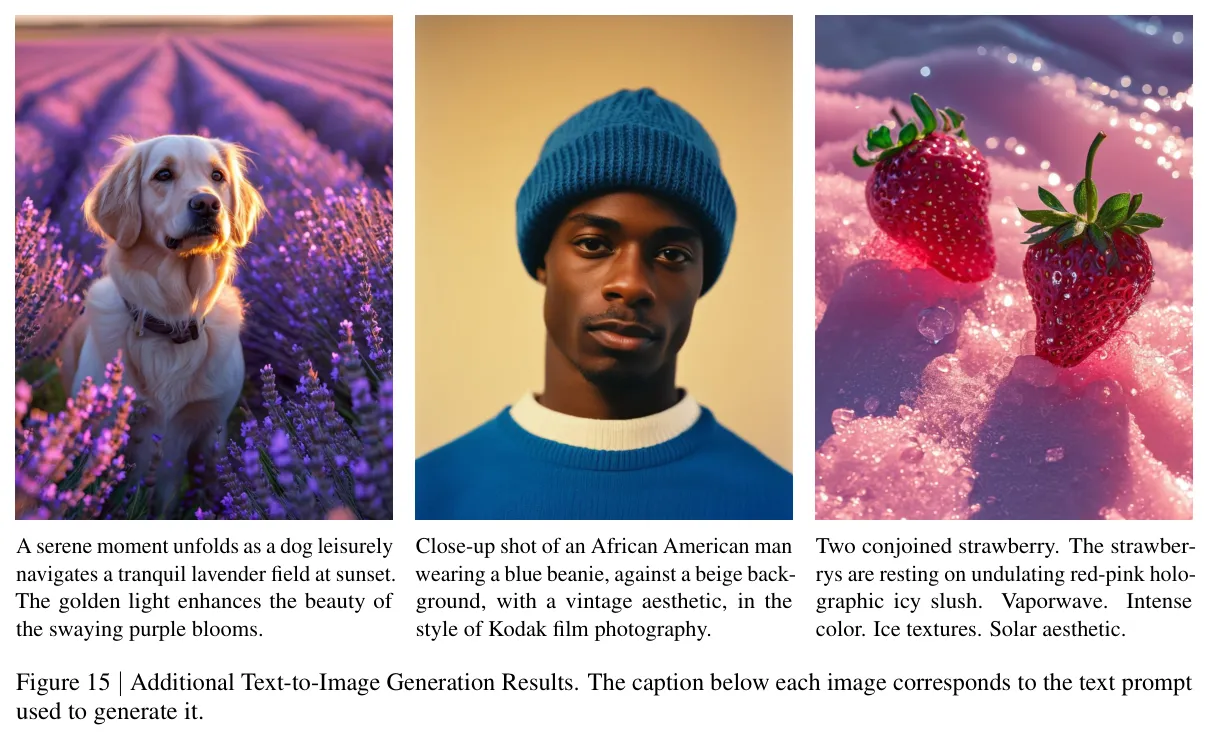 A serene moment unfolds as a dog leisurely
navigates a tranquil lavender field at sunset.
The golden light enhances the beauty of
the swaying purple blooms.
Close-up shot of an African American man
wearing a blue beanie, against a beige back-
ground, with a vintage aesthetic, in the
style of Kodak film photography.
Two conjoined strawberry. The strawber-
rys are resting on undulating red-pink holo-
graphic icy slush. Vaporwave. Intense
color. Ice textures. Solar aesthetic.
Figure 15 | Additional Text-to-Image Generation Results. The caption below each image corresponds to the text prompt
used to generate it.